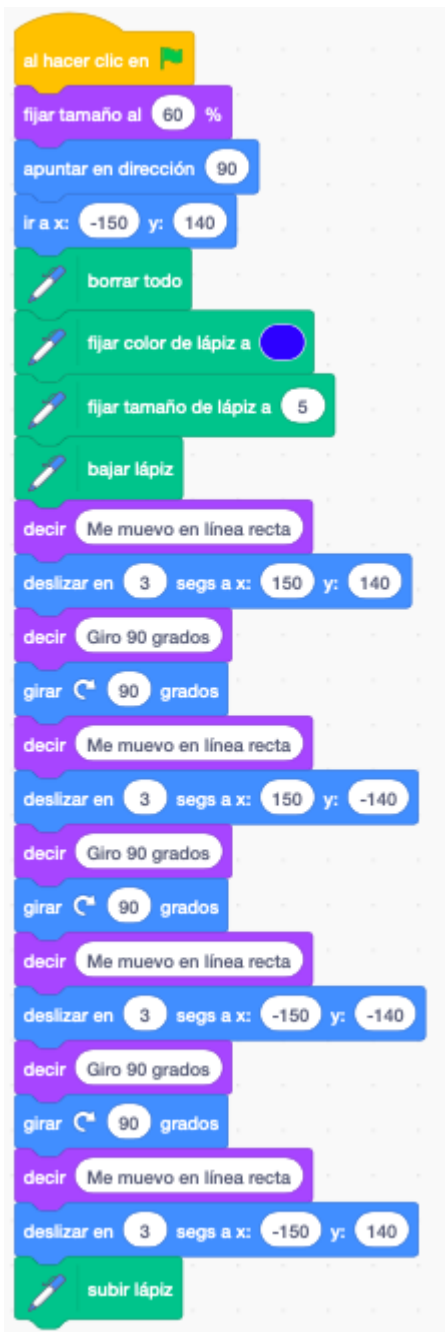 al hacer clic en
fijar tamaño al 60 %
apuntar en dirección 90
ir a x: -150 y: 140
borrar todo
fijar color de lápiz a
fijar tamaño de lápiz a 5
bajar lápiz
decir Me muevo en línea recta
deslizar en 3 segs a x: 150 y: 140
decir Giro 90 grados
girar 90 grados
decir Me muevo en línea recta
deslizar en 3 segs a x: 150 y: -140
decir Giro 90 grados
girar 90 grados
decir Me muevo en línea recta
deslizar en 3 segs a x: -150 y: -140
decir Giro 90 grados
girar 90 grados
decir Me muevo en línea recta
deslizar en 3 segs a x: -150 y: 140
subir lápiz